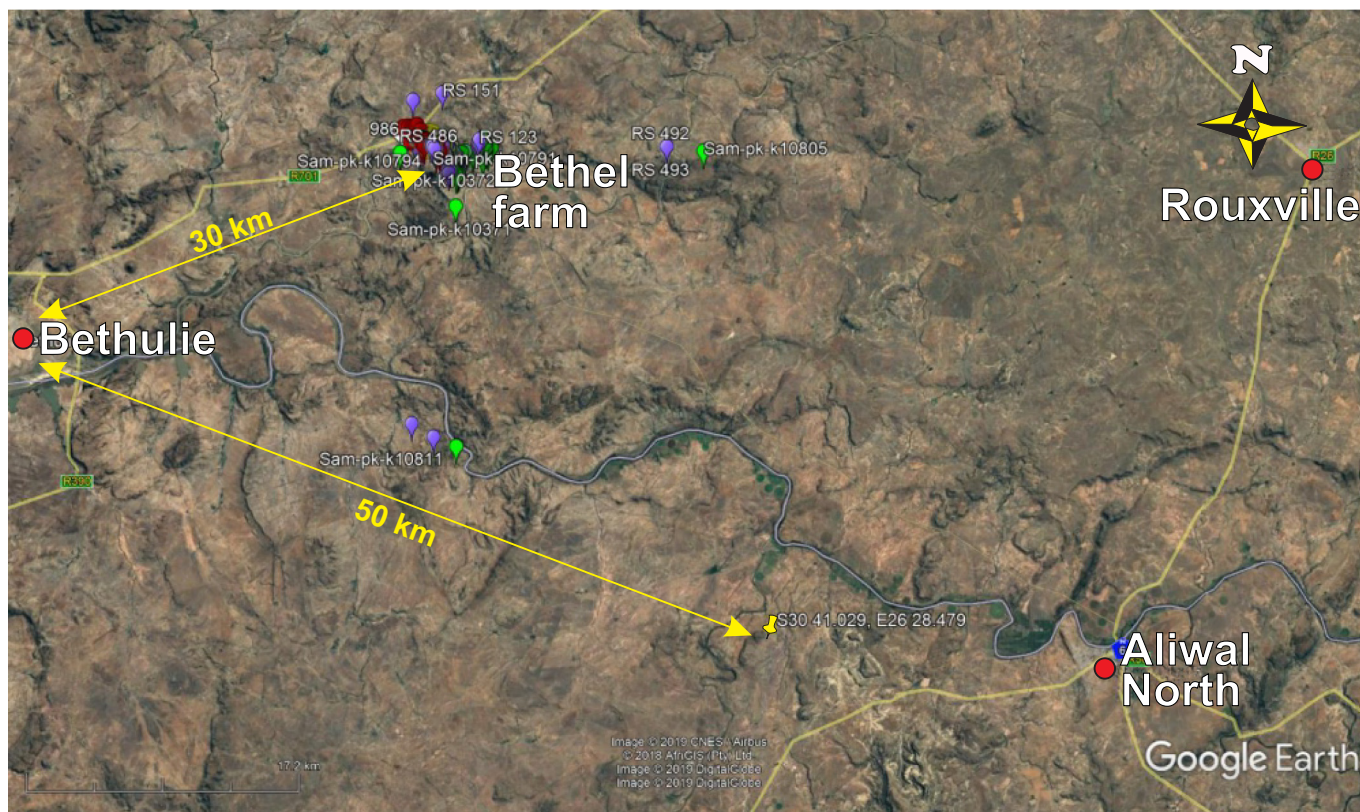 N
RS 151
986
RS 486
RS 123
RS 492
Sam-pk-k10794
Sam-pk-k10805
RS 493
R26
R701
Sam-pk-k10372
Bethel
farm
Rouxville
30 km
Sam-pk-k10371
Bethulie
Sam-pk-k10811
R390
50 km
S30 41.029, E26 28.479
Aliwal
North
Image © 2019 CNES / Airbus
© 2018 AfriGIS (Pty) Ltd.
Image © 2019 DigitalGlobe
Image © 2019 DigitalGlobe
17.2 km
Google Earth